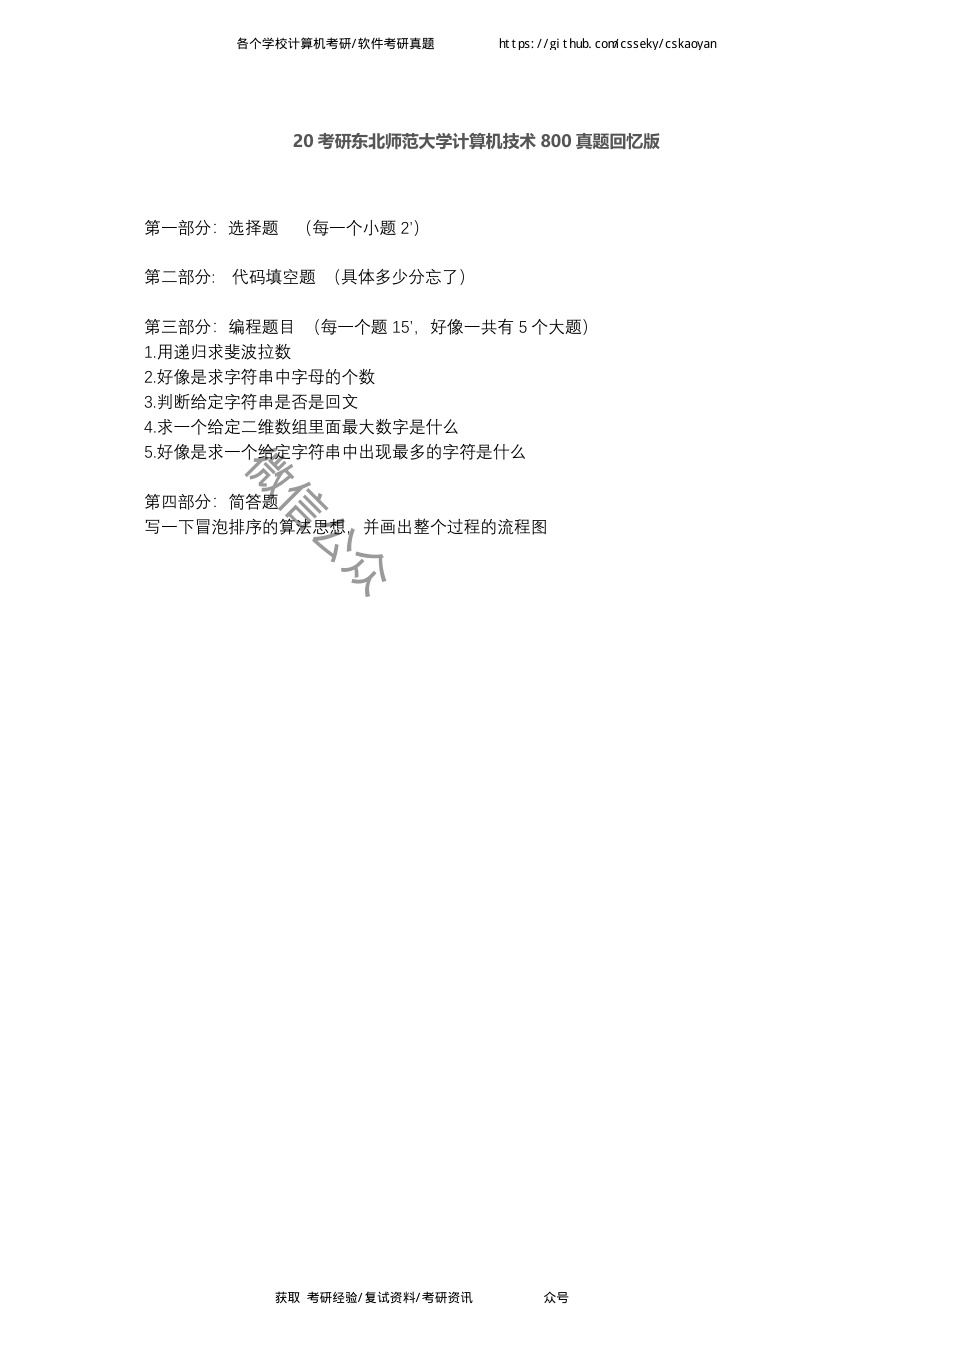 各个学校计算机考研/软件考研真题 https://github.com/csseky/cskaoyan
20 考研东北师范大学计算机技术 800 真题回忆版
第一部分：选择题 （每一个小题 2'）
第二部分: 代码填空题 （具体多少分忘了）
第三部分：编程题目 （每一个题 15'，好像一共有 5 个大题）
1.用递归求斐波拉数
2.好像是求字符串中字母的个数
3.判断给定字符串是否是回文
4.求一个给定二维数组里面最大数字是什么
5.好像是求一个给定字符串中出现最多的字符是什么
第四部分：简答题
写一下冒泡排序的算法思想，并画出整个过程的流程图
微信公众
获取 考研经验/复试资料/考研资讯 众号